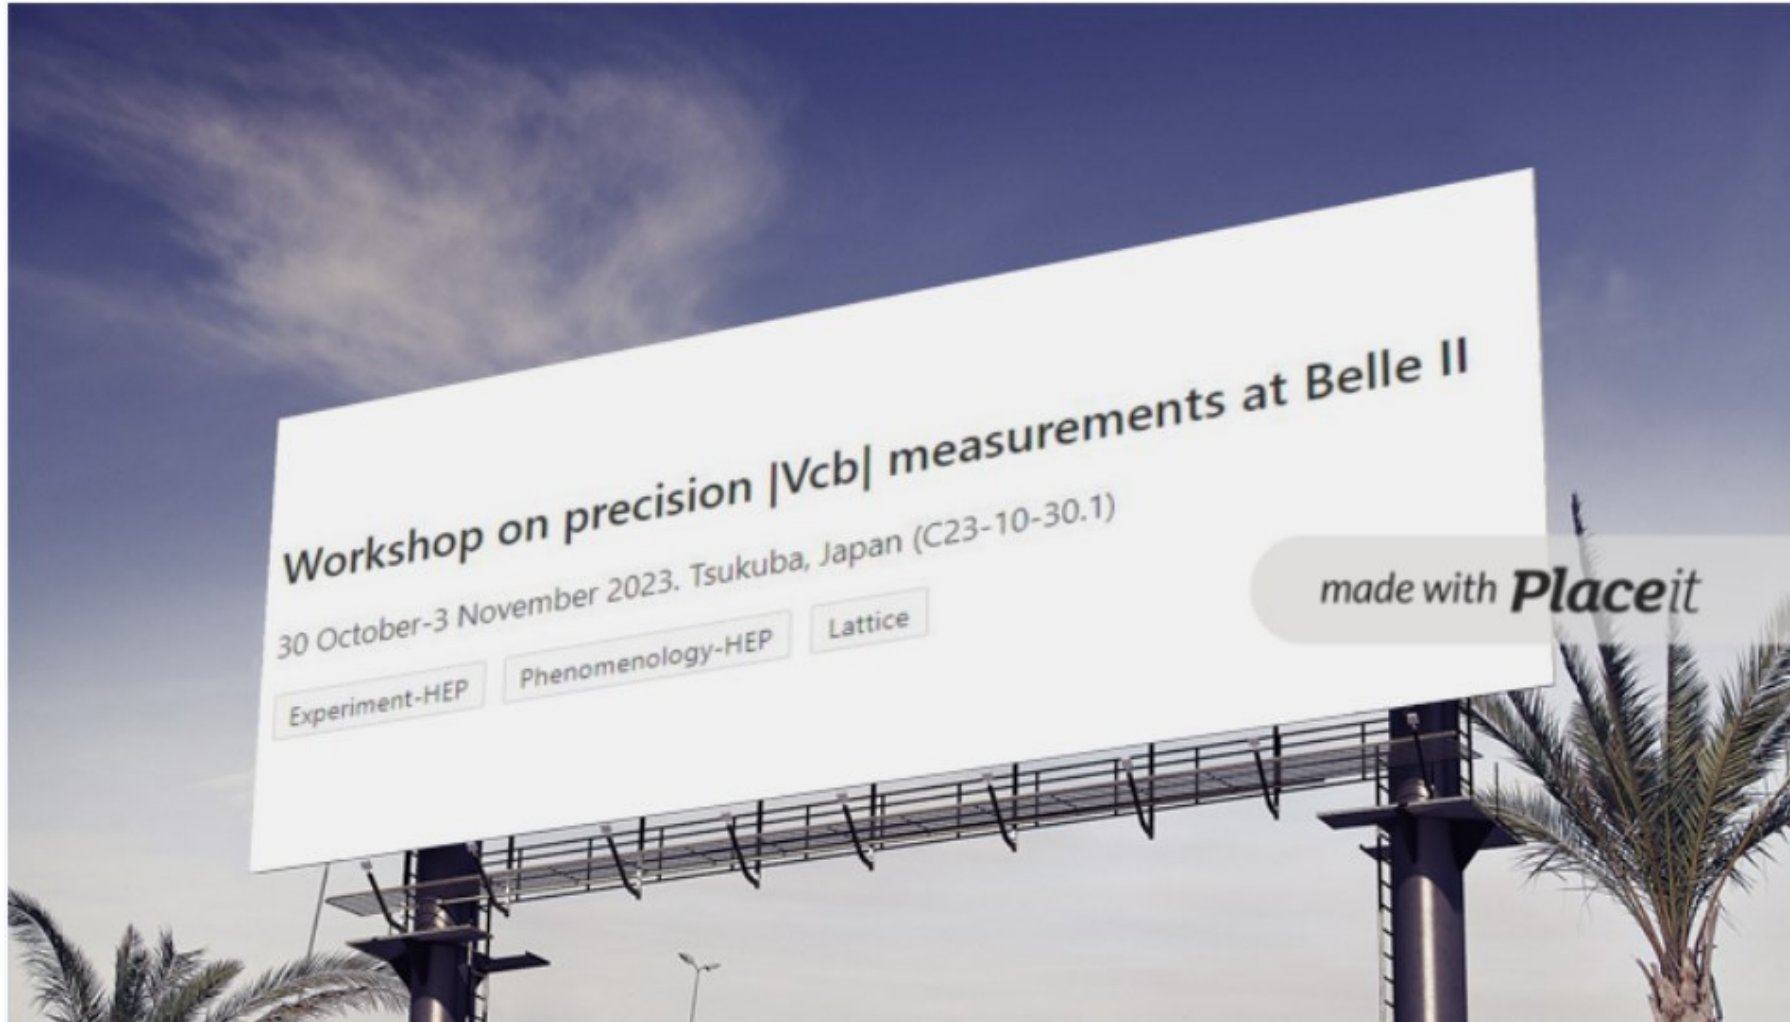 Workshop on precision |Vcb| measurements at Belle II
30 October-3 November 2023. Tsukuba, Japan (C23-10-30.1)
Experiment-HEP Phenomenology-HEP Lattice
made with Placeit